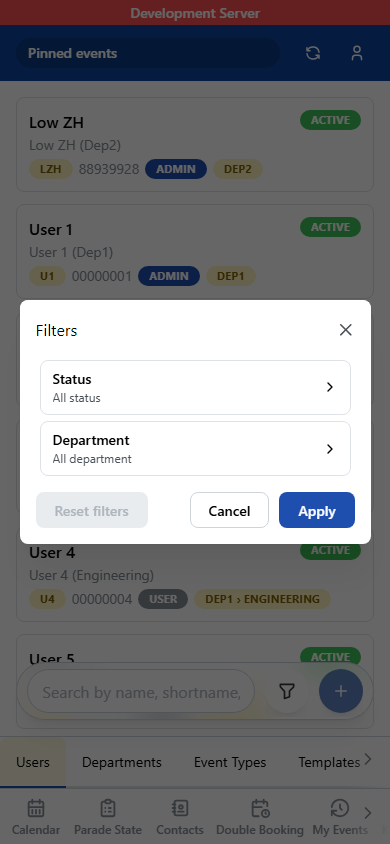 Development Server
Pinned events
Low ZH
ACTIVE
Low ZH (Dep2)
LZH 88939928 ADMIN DEP2
User 1
ACTIVE
User 1 (Dep1)
U1 00000001 ADMIN DEP1
Filters
Status
All status
Department
All department
Reset filters Cancel Apply
User 4
ACTIVE
User 4 (Engineering)
U4 00000004 USER DEP1 › ENGINEERING
User 5
ACTIVE
Search by name, shortname,
Users Departments Event Types Templates
Calendar Parade State Contacts Double Booking My Events